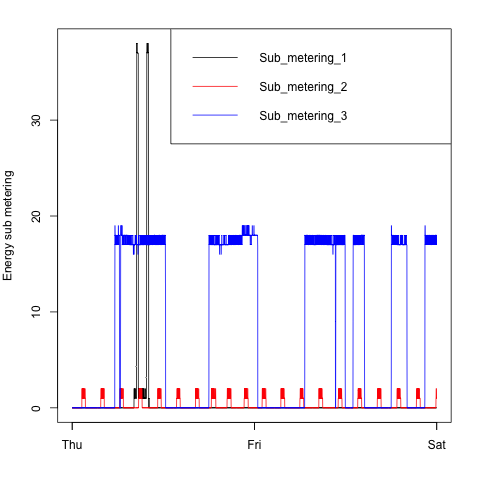 Sub_metering_1
Sub_metering_2
Sub_metering_3
Energy sub metering
30
20
10
0
Thu Fri Sat